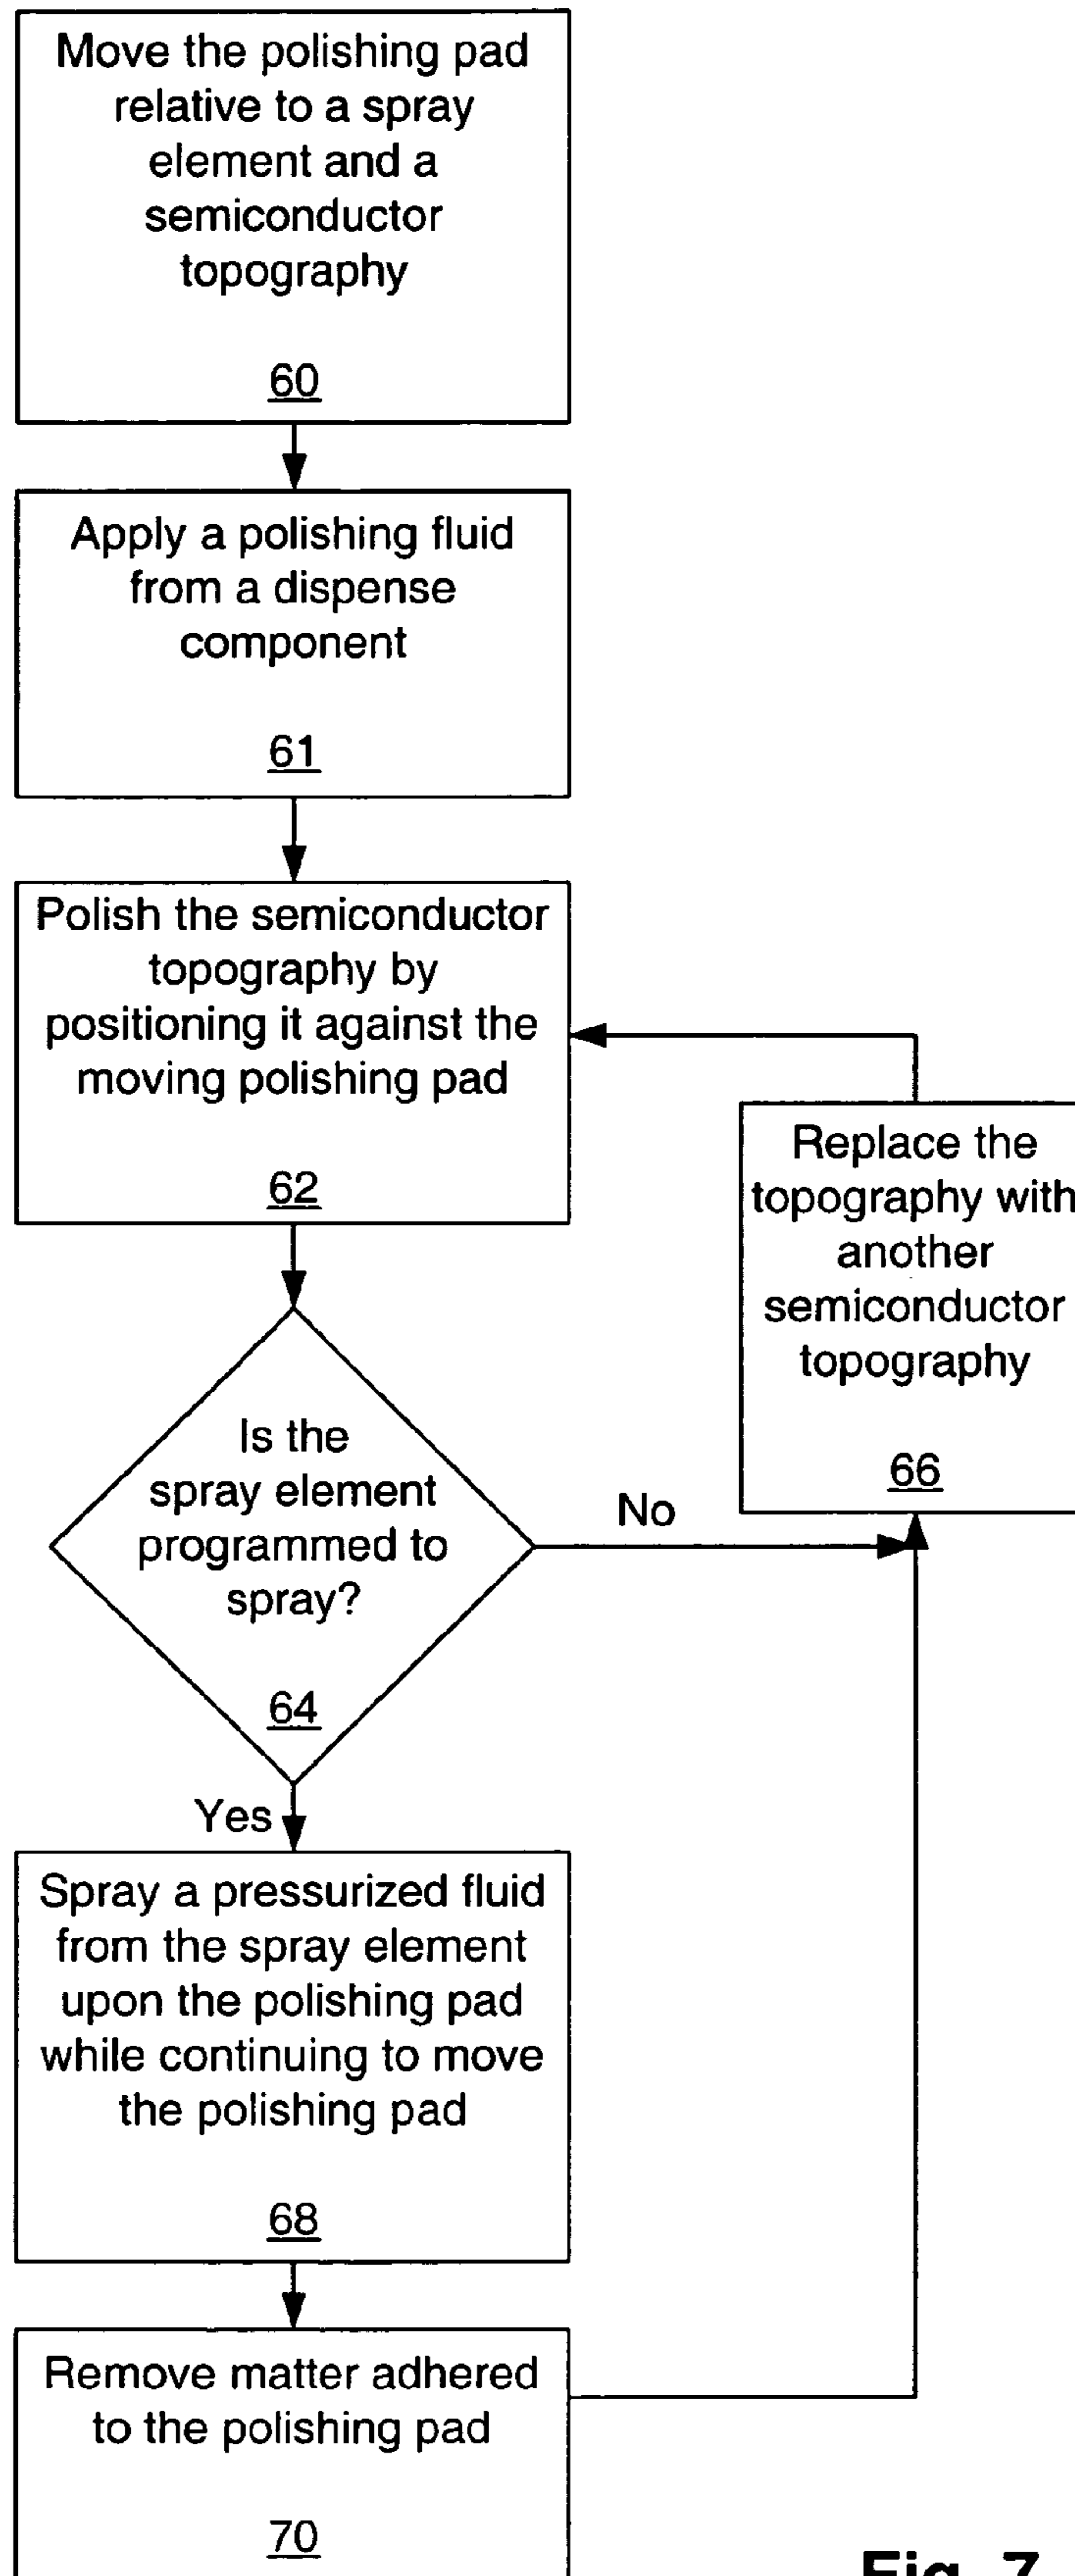 Move the polishing pad
relative to a spray
element and a
semiconductor
topography
60
Apply a polishing fluid
from a dispense
component
61
Polish the semiconductor
topography by
positioning it against the
moving polishing pad
62
Replace the
topography with
another
semiconductor
topography
66
Is the
spray element
programmed to
spray?
64
No
Yes
Spray a pressurized fluid
from the spray element
upon the polishing pad
while continuing to move
the polishing pad
68
Remove matter adhered
to the polishing pad
70
Fig. 7